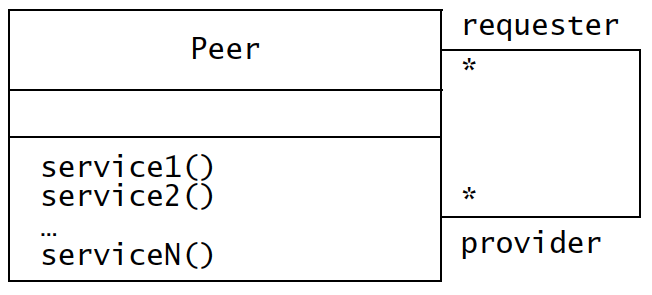 Peer
requester
*
service1()
service2()
…
serviceN()
*
provider